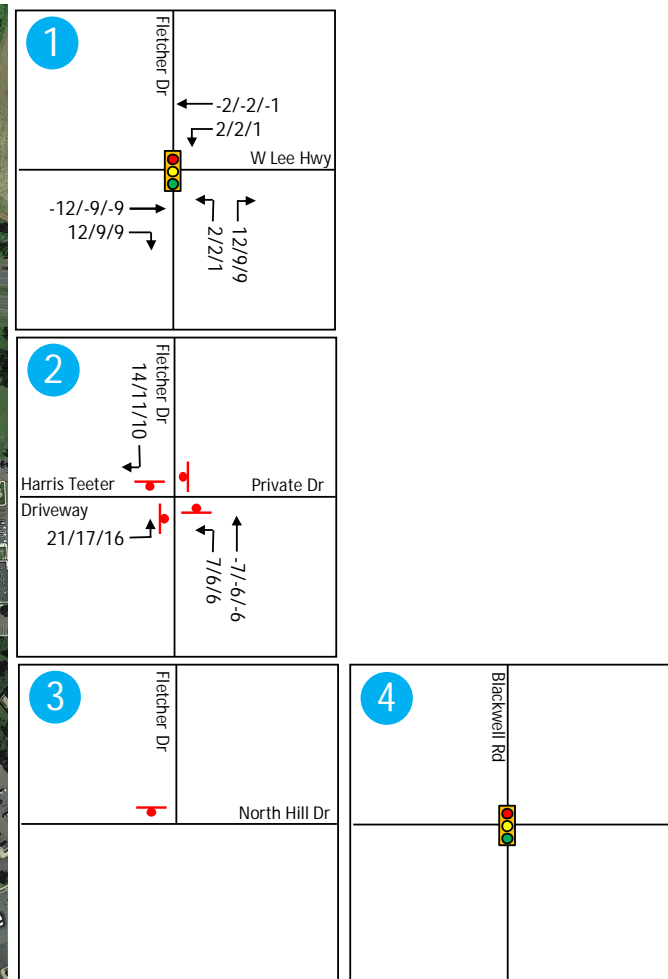 1
Fletcher Dr
-2/-2/-1
2/2/1
W Lee Hwy
-12/-9/-9
12/9/9
2/2/1
12/9/9
2
Fletcher Dr
14/11/10
Harris Teeter
Driveway
Private Dr
21/17/16
7/6/6
-7/-6/-6
3
Fletcher Dr
North Hill Dr
4
Blackwell Rd